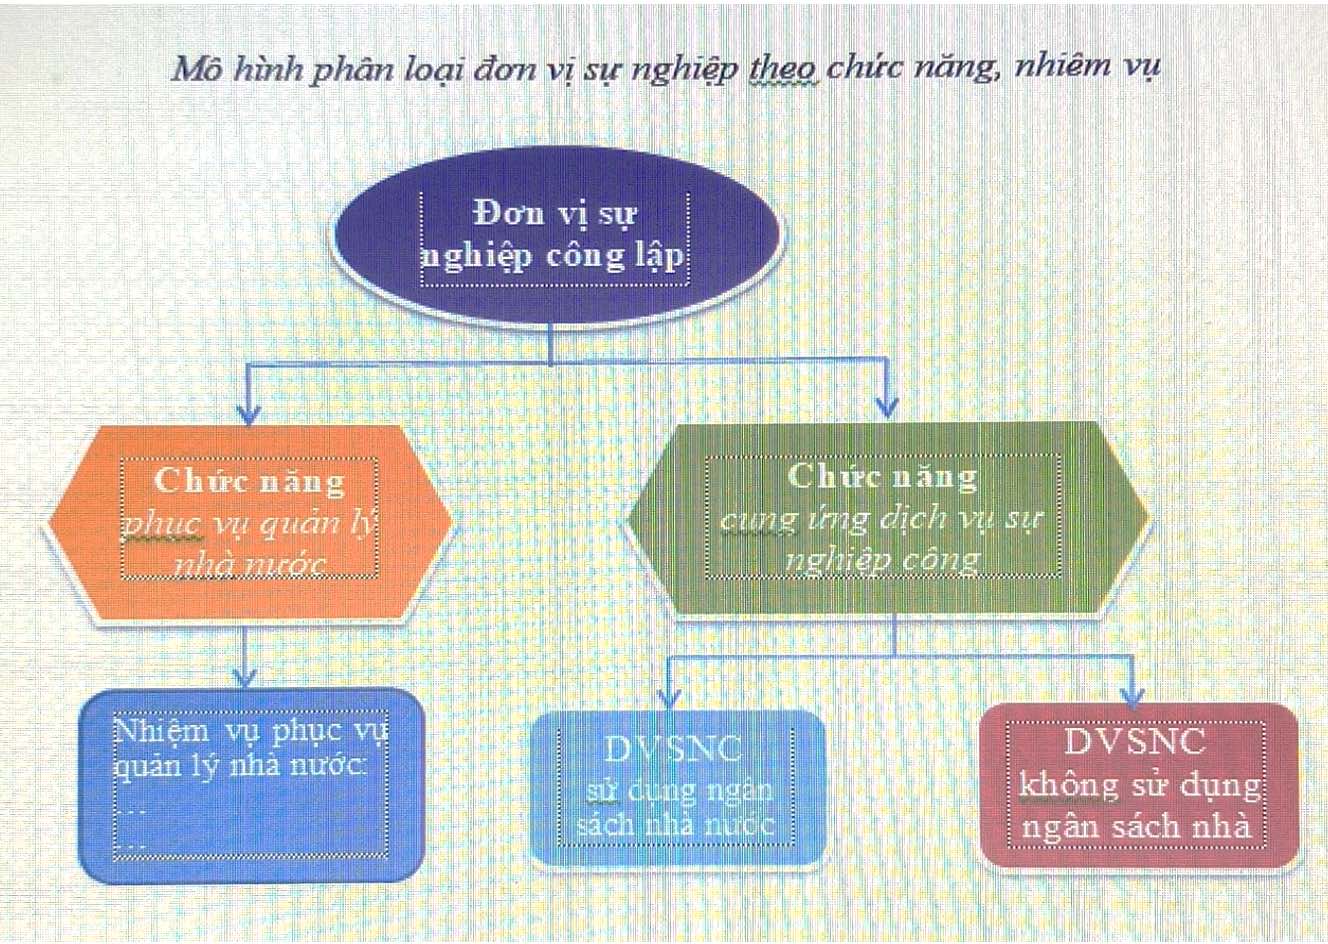 Mô hình phân loại đơn vị sự nghiệp theo chức năng, nhiệm vụ
Đơn vị sự
nghiệp công lập
Chức năng
phục vụ quản lý
nhà nước
Chức năng
cung ứng dịch vụ sự
nghiệp công
Nhiệm vụ phục vụ
quản lý nhà nước:
...
...
DVSNC
sử dụng ngân
sách nhà nước
DVSNC
không sử dụng
ngân sách nhà